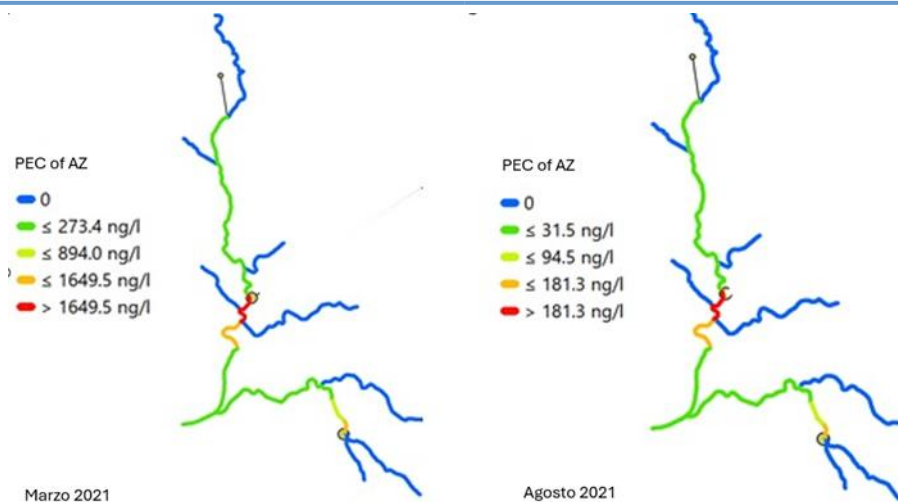 PEC of AZ
0
≤ 273.4 ng/l
≤ 894.0 ng/l
≤ 1649.5 ng/l
> 1649.5 ng/l
Marzo 2021
PEC of AZ
0
≤ 31.5 ng/l
≤ 94.5 ng/l
≤ 181.3 ng/l
> 181.3 ng/l
Agosto 2021